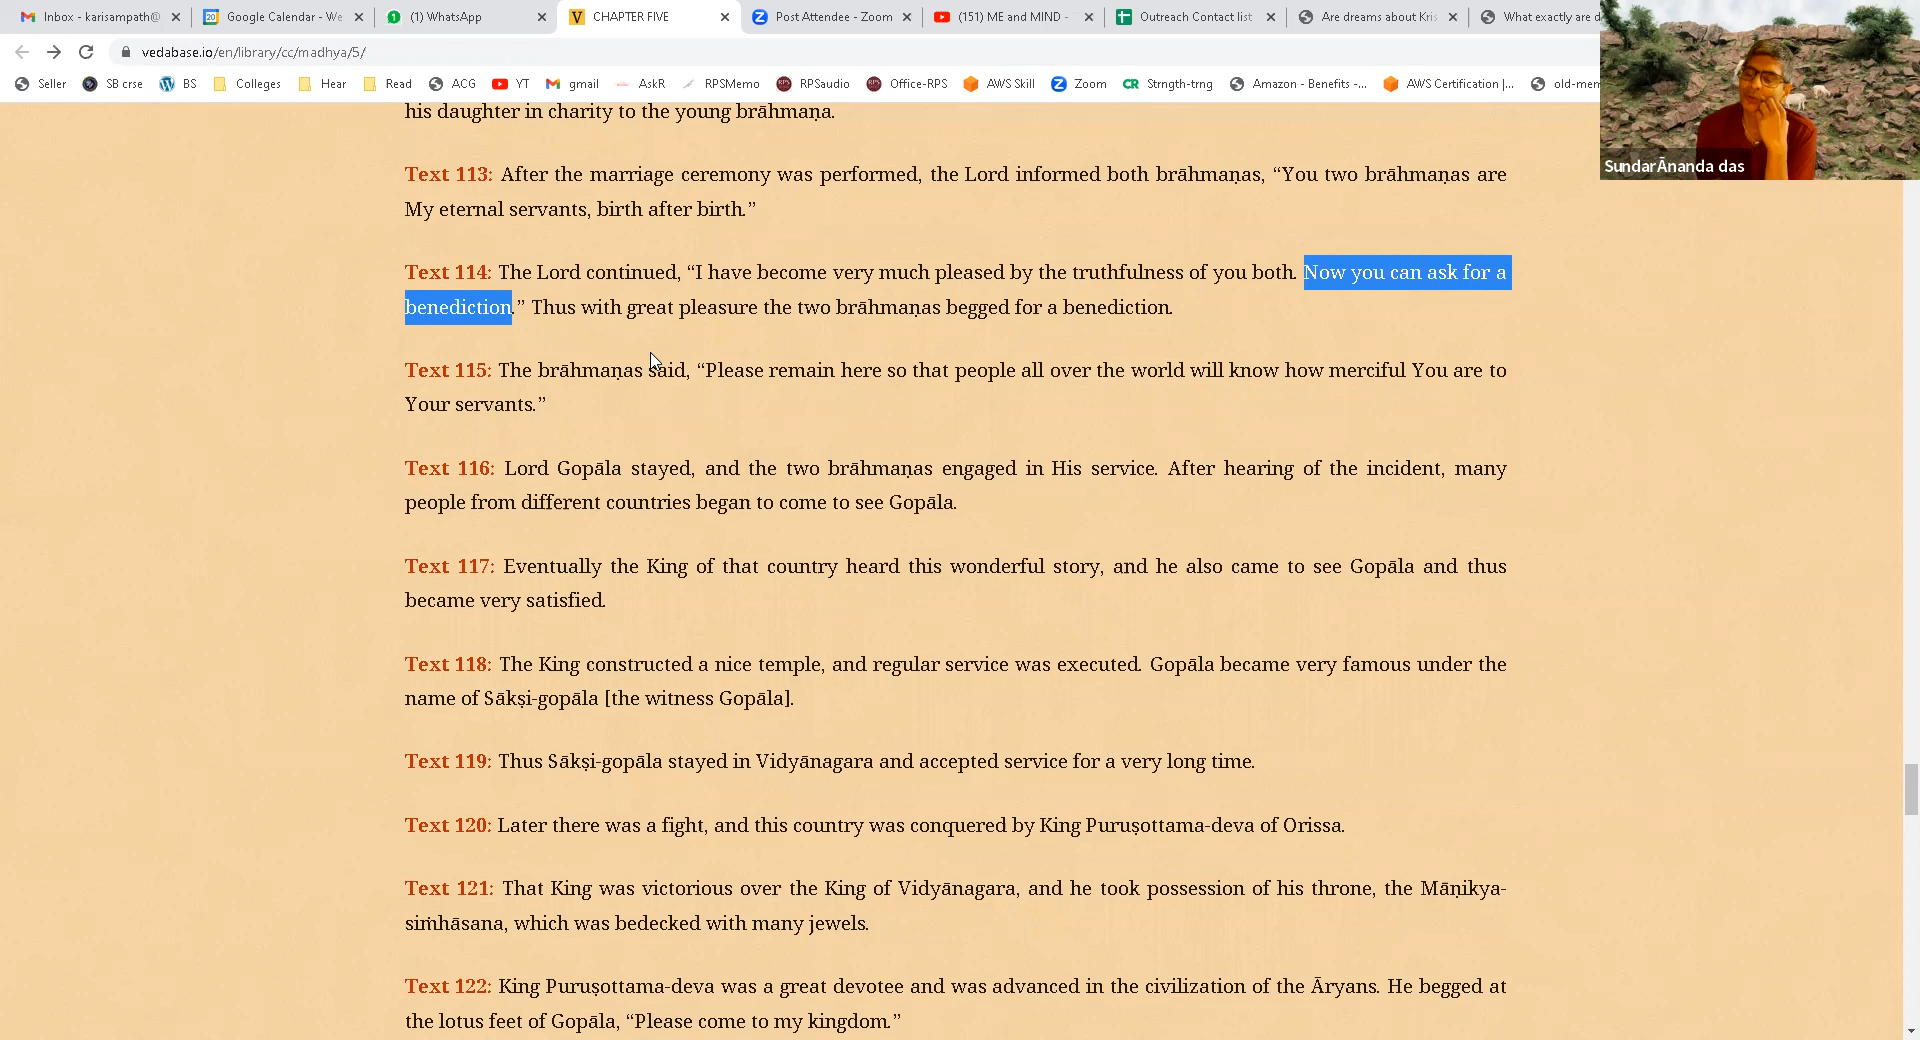 Inbox - karisampath@
Google Calendar - We
(1) WhatsApp
CHAPTER FIVE
Post Attendee - Zoom
(151) ME and MIND -
Outreach Contact list
Are dreams about Kris
What exactly are d
vedabase.io/en/library/cc/madhya/5/
Seller
SB crse
BS
Colleges
Hear
Read
ACG
YT
gmail
AskR
RPSMemo
RPSaudio
Office-RPS
AWS Skill
Zoom
Strngth-trng
Amazon - Benefits -...
AWS Certification |...
old-mem
SundarĀnanda das
his daughter in charity to the young brāhmaṇa.
Text 113: After the marriage ceremony was performed, the Lord informed both brāhmaṇas, “You two brāhmaṇas are
My eternal servants, birth after birth.”
Text 114: The Lord continued, “I have become very much pleased by the truthfulness of you both. Now you can ask for a
benediction.” Thus with great pleasure the two brāhmaṇas begged for a benediction.
Text 115: The brāhmaṇas said, “Please remain here so that people all over the world will know how merciful You are to
Your servants.”
Text 116: Lord Gopāla stayed, and the two brāhmaṇas engaged in His service. After hearing of the incident, many
people from different countries began to come to see Gopāla.
Text 117: Eventually the King of that country heard this wonderful story, and he also came to see Gopāla and thus
became very satisfied.
Text 118: The King constructed a nice temple, and regular service was executed. Gopāla became very famous under the
name of Sākṣi-gopāla [the witness Gopāla].
Text 119: Thus Sākṣi-gopāla stayed in Vidyānagara and accepted service for a very long time.
Text 120: Later there was a fight, and this country was conquered by King Puruṣottama-deva of Orissa.
Text 121: That King was victorious over the King of Vidyānagara, and he took possession of his throne, the Māṇikya-
siṁhāsana, which was bedecked with many jewels.
Text 122: King Puruṣottama-deva was a great devotee and was advanced in the civilization of the Āryans. He begged at
the lotus feet of Gopāla, “Please come to my kingdom.”